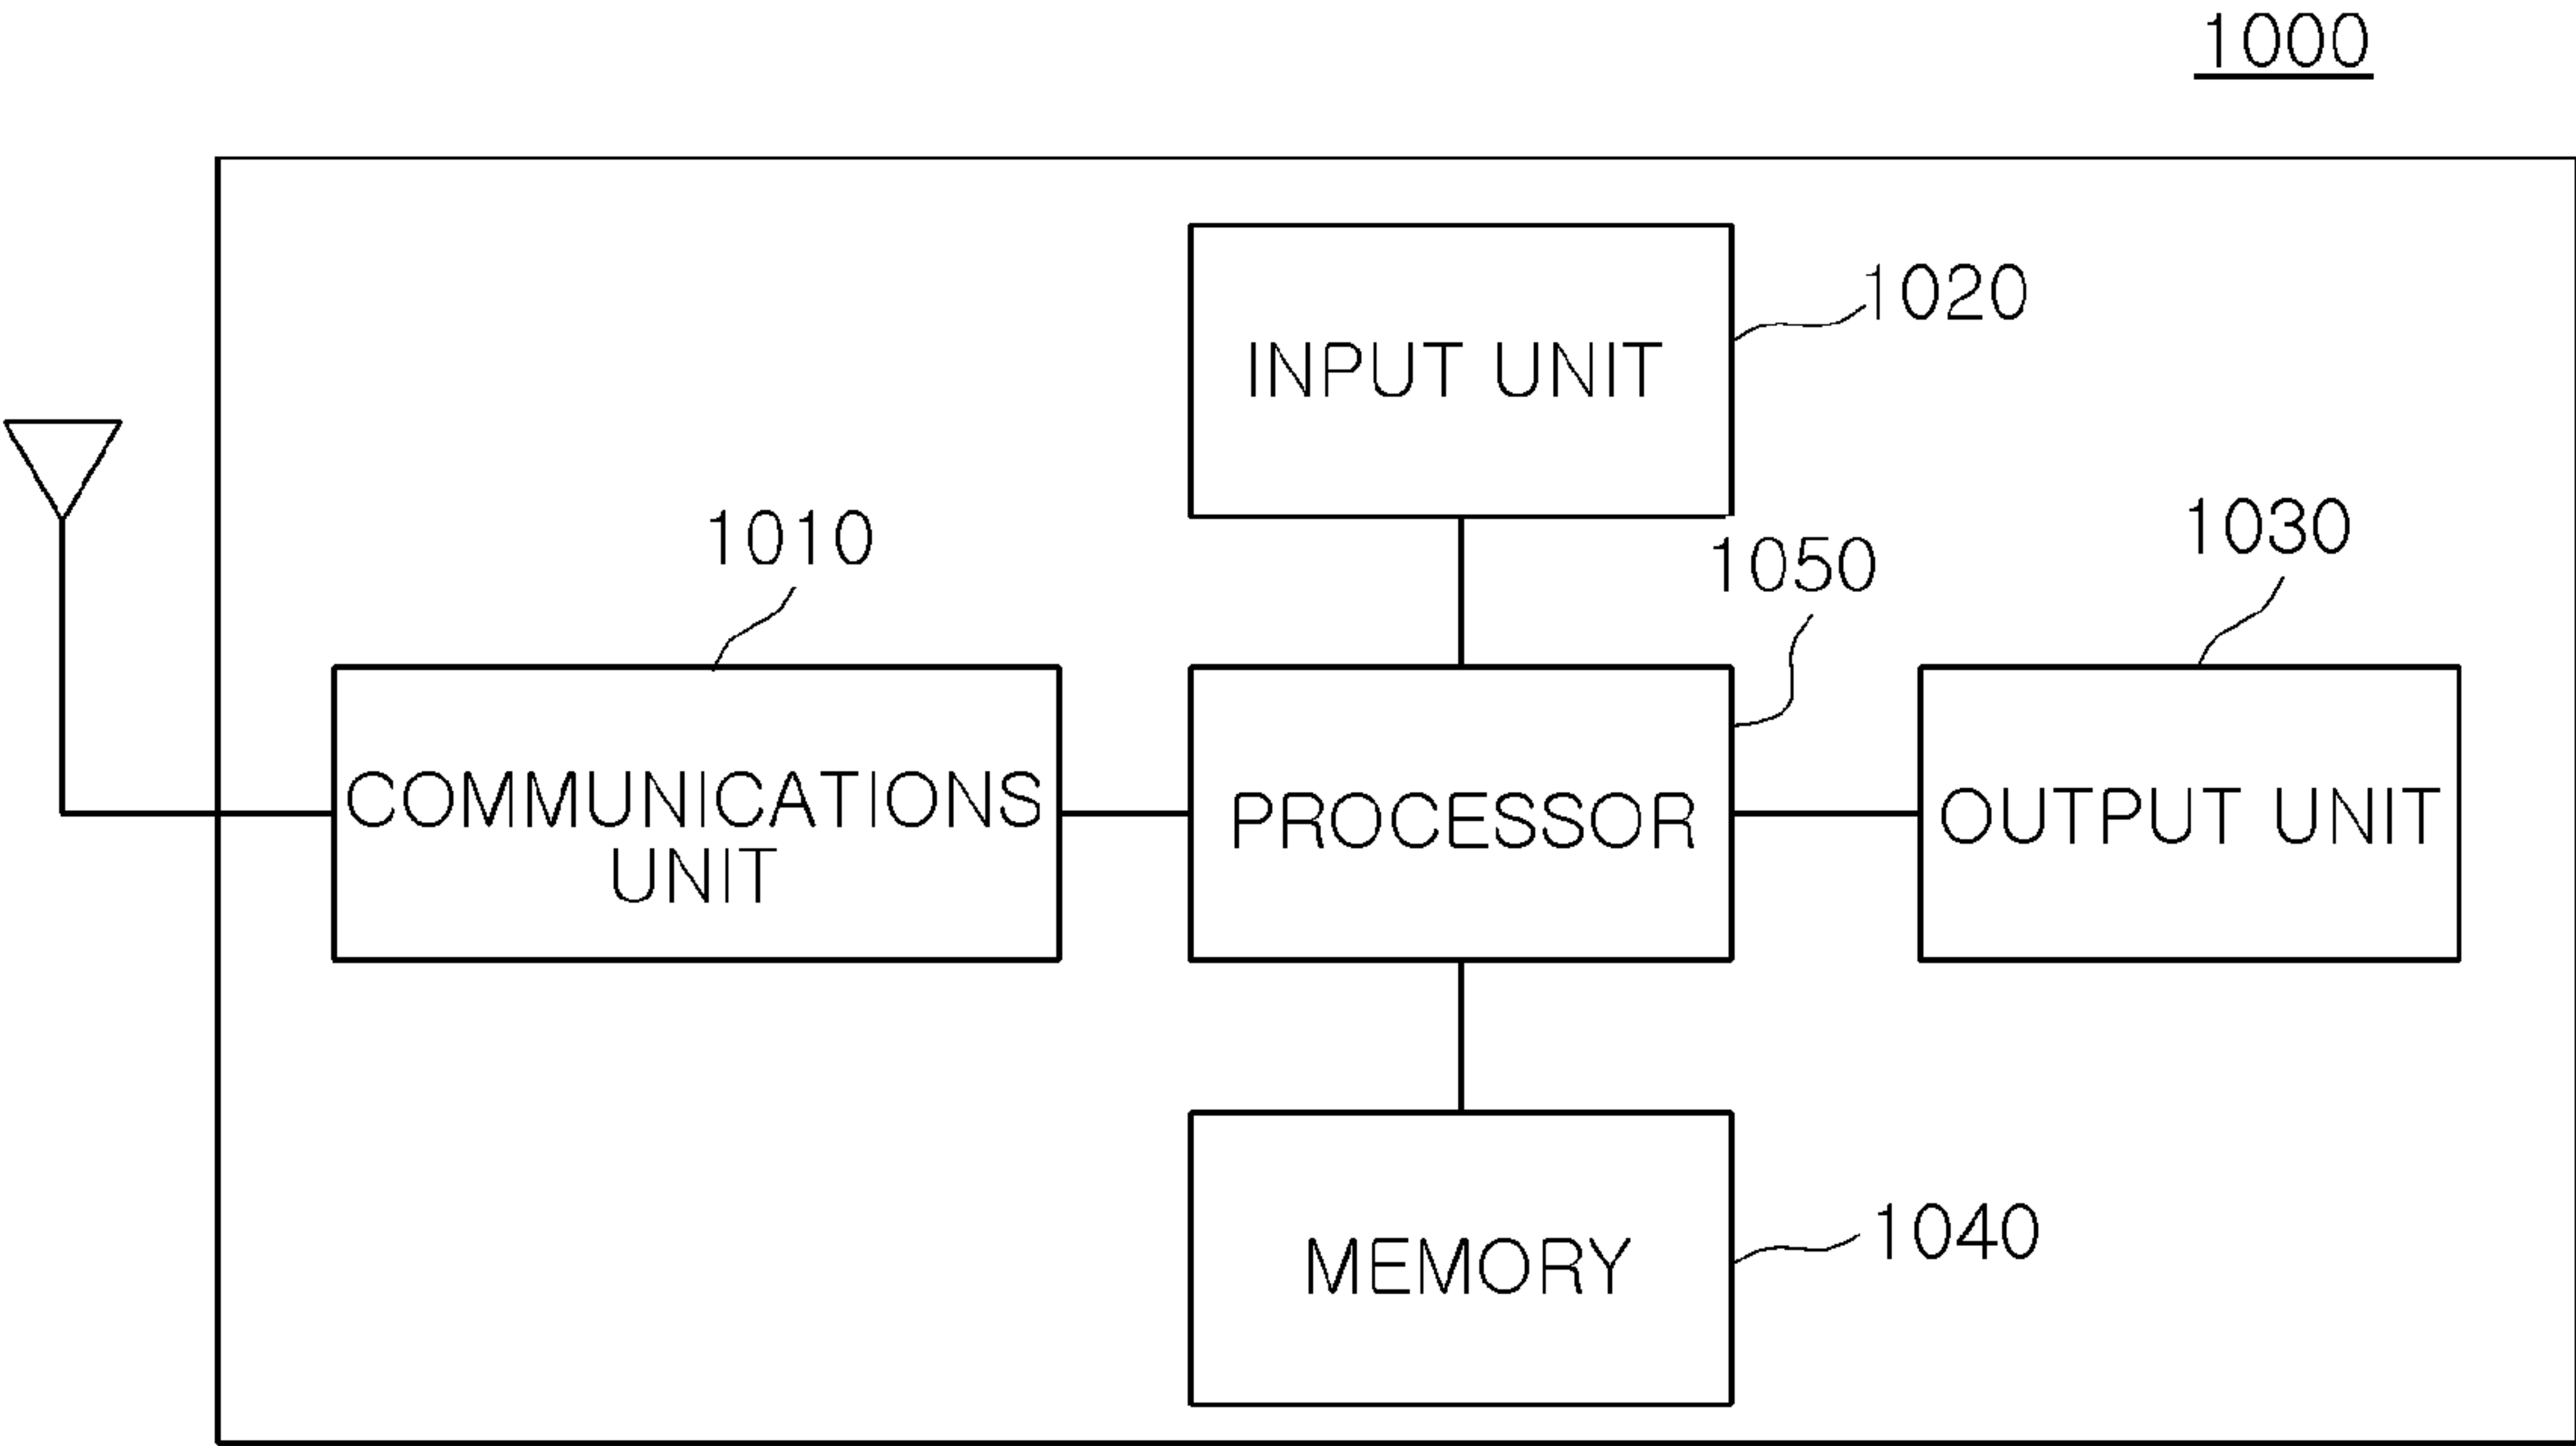 1000
1020
INPUT UNIT
1010
1050
1030
COMMUNICATIONS
UNIT
PROCESSOR
OUTPUT UNIT
1040
MEMORY